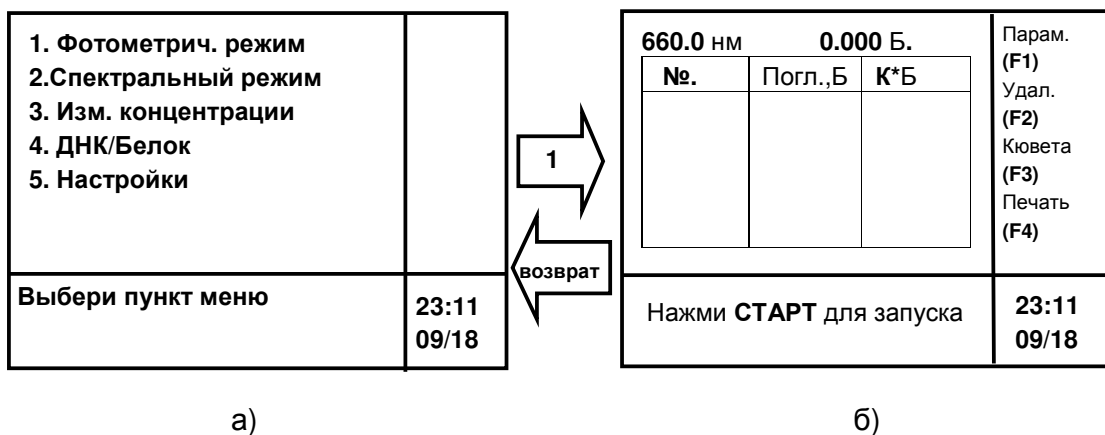 1. Фотометрич. режим
2.Спектральный режим
3. Изм. концентрации
4. ДНК/Белок
5. Настройки
Выбери пункт меню
23:11
09/18
1
возврат
660.0 нм 0.000 Б.
№. Погл.,Б К*Б
Парам.
(F1)
Удал.
(F2)
Кювета
(F3)
Печать
(F4)
Нажми СТАРТ для запуска
23:11
09/18
а) б)